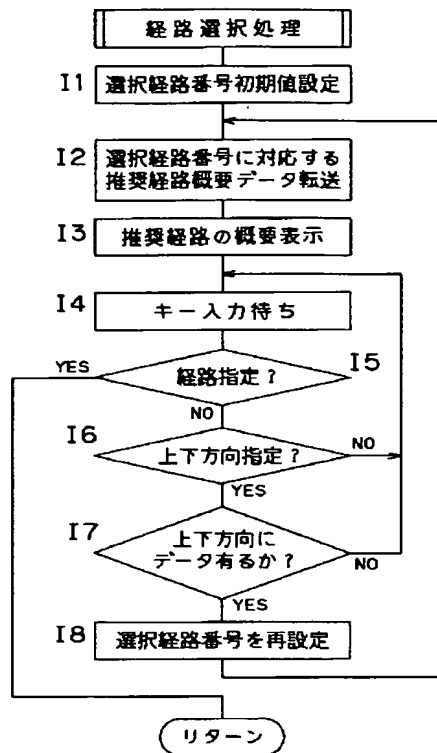 経路選択処理
I1
選択経路番号初期値設定
I2
選択経路番号に対応する
推奨経路概要データ転送
I3
推奨経路の概要表示
I4
キー入力待ち
I5
YES
経路指定？
NO
I6
上下方向指定？
NO
YES
I7
上下方向に
データ有るか？
NO
YES
I8
選択経路番号を再設定
リターン